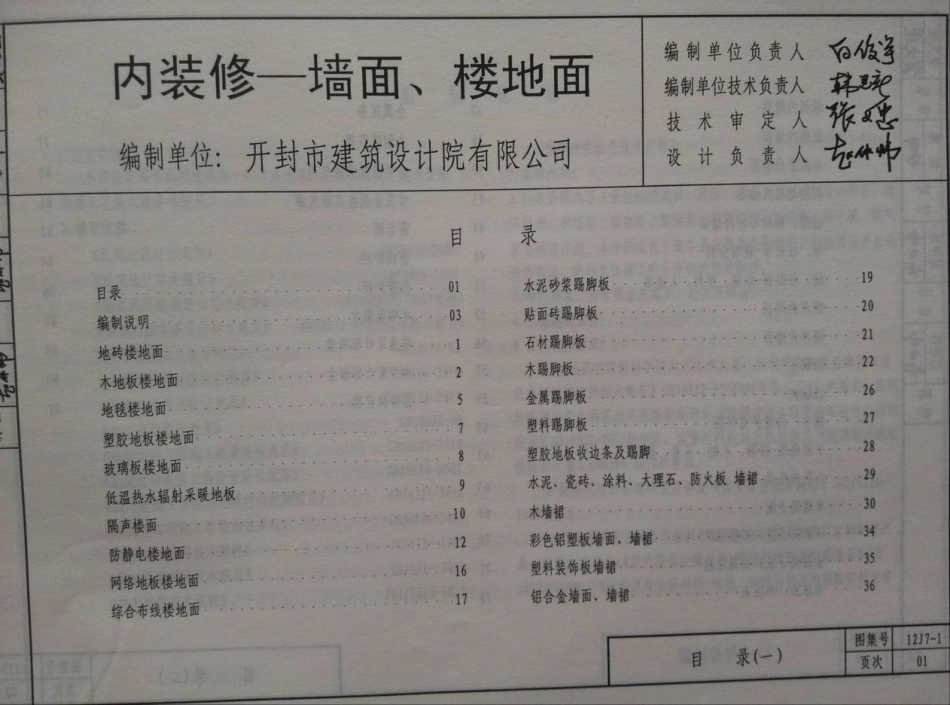 内装修—墙面、楼地面
编制单位：开封市建筑设计院有限公司
编制单位负责人
编制单位技术负责人
技术审定人
设计负责人
目 录
目录 01
编制说明 03
地砖楼地面 1
木地板楼地面 2
地毯楼地面 5
塑胶地板楼地面 7
玻璃板楼地面 8
低温热水辐射采暖地板 9
隔声楼面 10
防静电楼地面 12
网络地板楼地面 16
综合布线楼地面 17
水泥砂浆踢脚板 19
贴面砖踢脚板 20
石材踢脚板 21
木踢脚板 22
金属踢脚板 26
塑料踢脚板 27
塑胶地板收边条及踢脚 28
水泥、瓷砖、涂料、大理石、防火板 墙裙 29
木墙裙 30
彩色铝塑板墙面、墙裙 34
塑料装饰板墙裙 35
铝合金墙面、墙裙 36
目 录(一)
图集号 12J7-1
页次 01